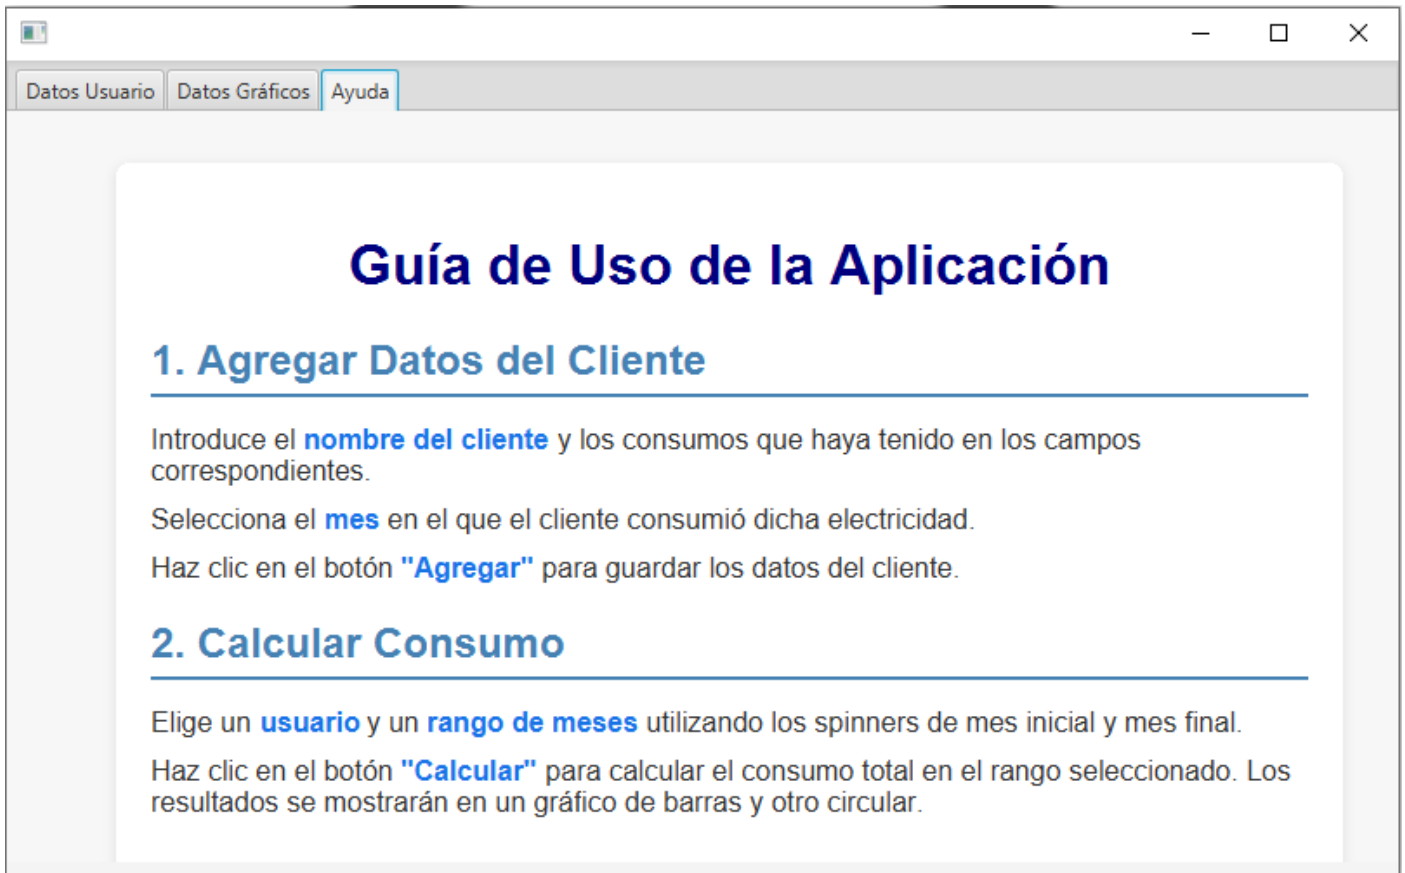 Datos Usuario Datos Gráficos Ayuda
Guía de Uso de la Aplicación
1. Agregar Datos del Cliente
Introduce el nombre del cliente y los consumos que haya tenido en los campos
correspondientes.
Selecciona el mes en el que el cliente consumió dicha electricidad.
Haz clic en el botón "Agregar" para guardar los datos del cliente.
2. Calcular Consumo
Elige un usuario y un rango de meses utilizando los spinners de mes inicial y mes final.
Haz clic en el botón "Calcular" para calcular el consumo total en el rango seleccionado. Los
resultados se mostrarán en un gráfico de barras y otro circular.